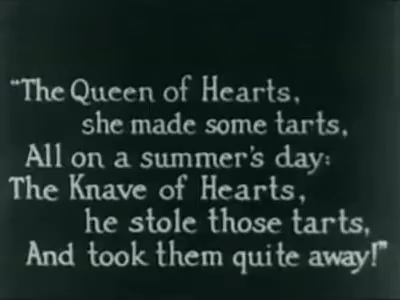 "The Queen of Hearts,
she made some tarts,
All on a summer's day:
The Knave of Hearts,
he stole those tarts,
And took them quite away!"